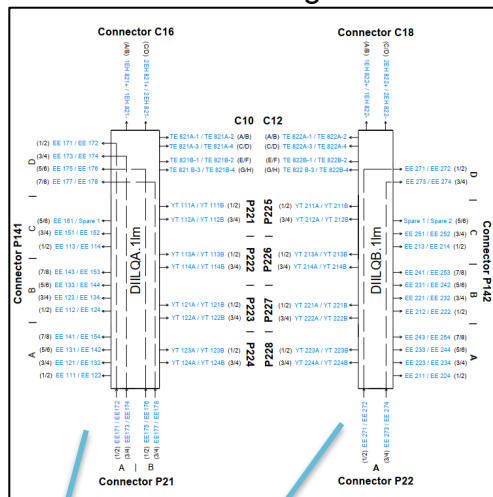 Connector C16
Connector C18
(A/B) 1EH 821+ / 1EH 821-
(C/D) 2EH 821+ / 2EH 821-
(A/B) 1EH 822+ / 1EH 822-
(C/D) 2EH 822+ / 2EH 822-
C10 C12
TE 821A-1 / TE 821A-2 (A/B)
TE 821A-3 / TE 821A-4 (C/D)
TE 821B-1 / TE 821B-2 (E/F)
TE 821 B-3 / TE 821B-4 (G/H)
(A/B) TE 822A-1 / TE 822A-2
(C/D) TE 822A-3 / TE 822A-4
(E/F) TE 822B-1 / TE 822B-2
(G/H) TE 822 B-3 / TE 822B-4
Connector P141
D
(1/2) EE 171 / EE 172
(3/4) EE 173 / EE 174
(5/6) EE 175 / EE 176
(7/8) EE 177 / EE 178
C
(5/6) EE 161 / Spare 1
(3/4) EE 151 / EE 152
(1/2) EE 113 / EE 114
B
(7/8) EE 143 / EE 153
(5/6) EE 133 / EE 144
(3/4) EE 123 / EE 134
(1/2) EE 112 / EE 124
A
(7/8) EE 141 / EE 154
(5/6) EE 131 / EE 142
(3/4) EE 121 / EE 132
(1/2) EE 111 / EE 122
DIILQA.1lm
P221
YT 111A / YT 111B (1/2)
YT 112A / YT 112B (3/4)
P222
YT 113A / YT 113B (1/2)
YT 114A / YT 114B (3/4)
P223
YT 121A / YT 121B (1/2)
YT 122A / YT 122B (3/4)
P224
YT 123A / YT 123B (1/2)
YT 124A / YT 124B (3/4)
P225
(1/2) YT 211A / YT 211B
(3/4) YT 212A / YT 212B
P226
(1/2) YT 213A / YT 213B
(3/4) YT 214A / YT 214B
P227
(1/2) YT 221A / YT 221B
(3/4) YT 222A / YT 222B
P228
(1/2) YT 223A / YT 223B
(3/4) YT 224A / YT 224B
DIILQB.1lm
Connector P142
D
EE 271 / EE 272 (1/2)
EE 273 / EE 274 (3/4)
C
Spare 1 / Spare 2 (5/6)
EE 251 / EE 252 (3/4)
EE 213 / EE 214 (1/2)
B
EE 241 / EE 253 (7/8)
EE 231 / EE 242 (5/6)
EE 221 / EE 232 (3/4)
EE 212 / EE 222 (1/2)
A
EE 243 / EE 254 (7/8)
EE 233 / EE 244 (5/6)
EE 223 / EE 234 (3/4)
EE 211 / EE 224 (1/2)
(1/2) EE171 / EE172
(3/4) EE173 / EE174
(1/2) EE175 / EE176
(3/4) EE177 / EE178
A | B
Connector P21
(1/2) EE 271 / EE 272
(3/4) EE 273 / EE 274
A
Connector P22